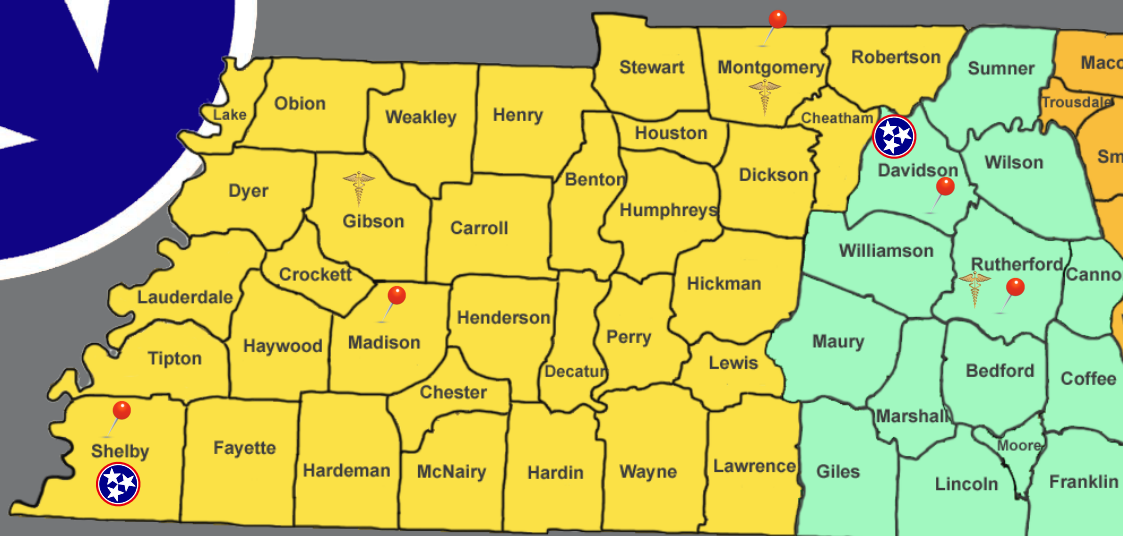 Stewart
Montgomery
Robertson
Sumner
Maco
Lake
Obion
Weakley
Henry
Houston
Cheatham
Trousdale
Dyer
Gibson
Carroll
Benton
Humphreys
Dickson
Davidson
Wilson
Sm
Crockett
Lauderdale
Hickman
Williamson
Rutherford
Canno
Tipton
Haywood
Madison
Henderson
Decatur
Perry
Lewis
Maury
Bedford
Coffee
Chester
Marshall
Moore
Shelby
Fayette
Hardeman
McNairy
Hardin
Wayne
Lawrence
Giles
Lincoln
Franklin